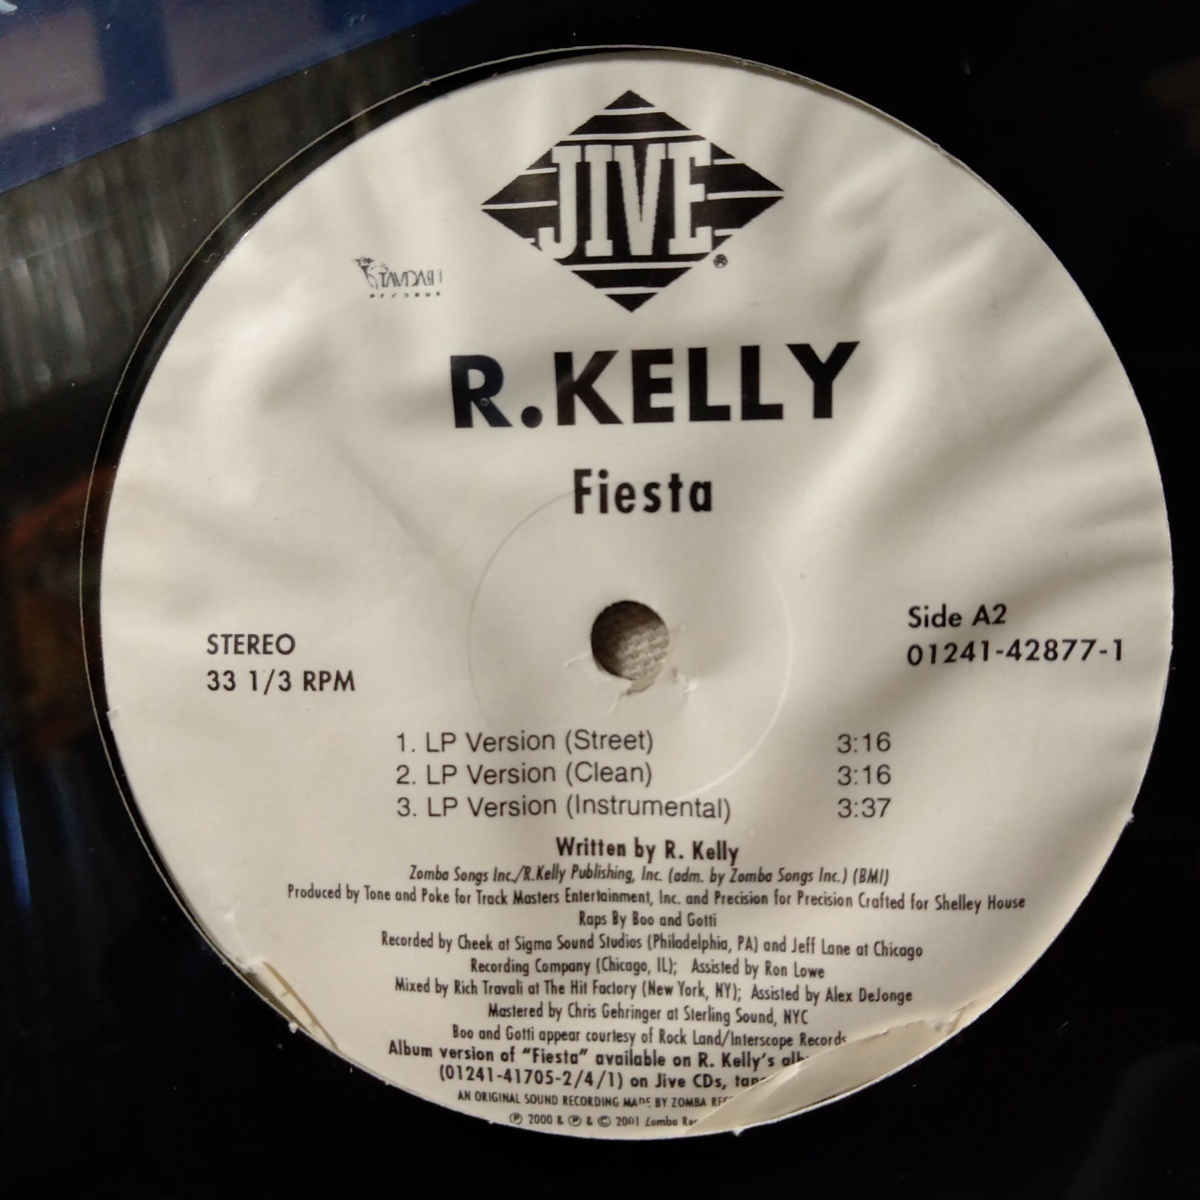 JIVE
®
RECORDS
R.KELLY
Fiesta
STEREO
33 1/3 RPM
Side A2
01241-42877-1
1. LP Version (Street) 3:16
2. LP Version (Clean) 3:16
3. LP Version (Instrumental) 3:37
Written by R. Kelly
Zomba Songs Inc./R.Kelly Publishing, Inc. (adm. by Zomba Songs Inc.) (BMI)
Produced by Tone and Poke for Track Masters Entertainment, Inc. and Precision for Precision Crafted for Shelley House
Raps By Boo and Gotti
Recorded by Cheek at Sigma Sound Studios (Philadelphia, PA) and Jeff Lane at Chicago
Recording Company (Chicago, IL); Assisted by Ron Lowe
Mixed by Rich Travali at The Hit Factory (New York, NY); Assisted by Alex DeJonge
Mastered by Chris Gehringer at Sterling Sound, NYC
Boo and Gotti appear courtesy of Rock Land/Interscope Records
Album version of "Fiesta" available on R. Kelly's
(01241-41705-2/4/1) on Jive CDs,
AN ORIGINAL SOUND RECORDING MADE BY ZOMBA
℗ 2000 & ℗ & © 2001 Zomba